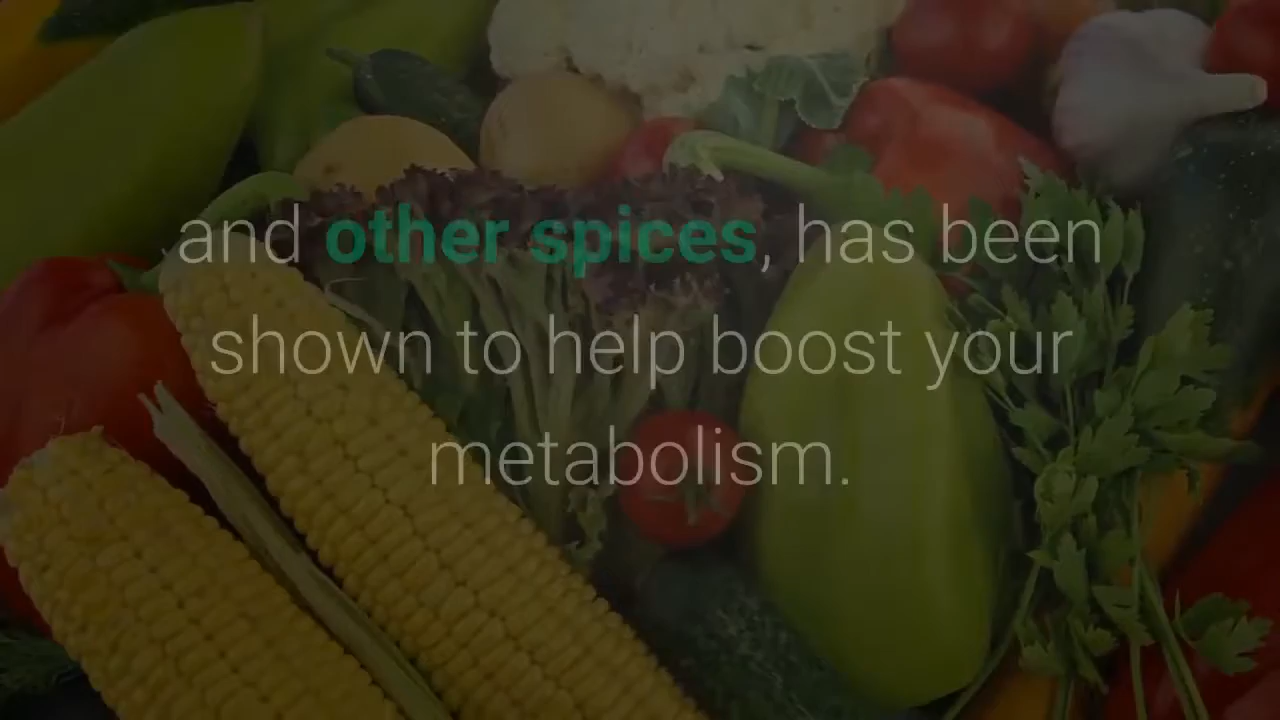 and other spices, has been
shown to help boost your
metabolism.